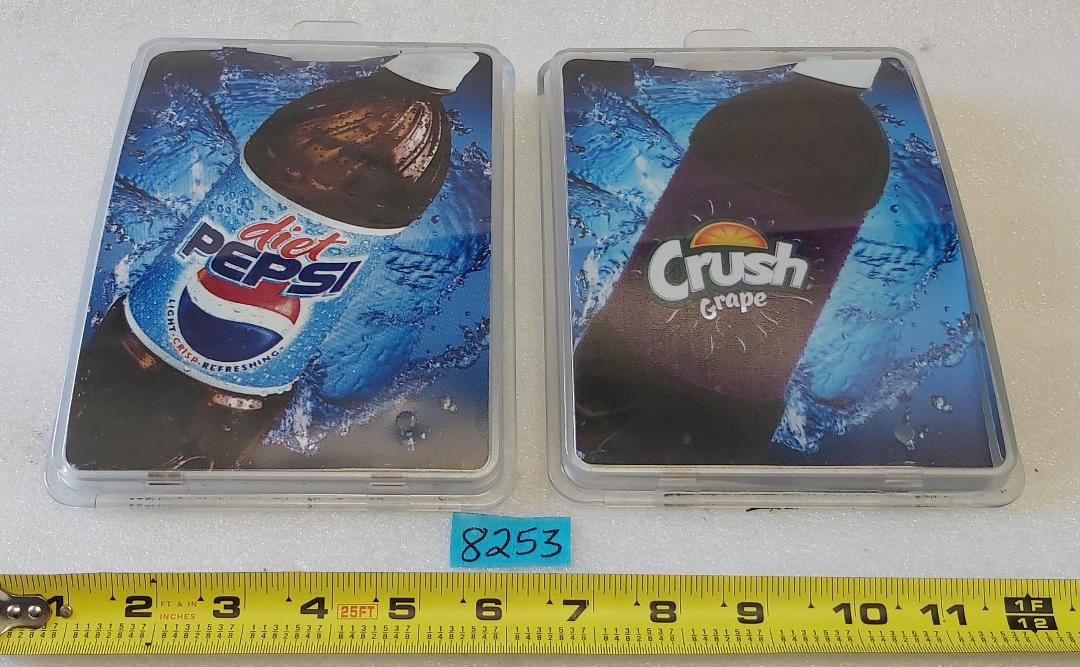 diet
PEPSI
LIGHT·CRISP·REFRESHING
Crush
Grape
8253
1 2 3 4 5 6 7 8 9 10 11 1F
FT & IN
INCHES
25FT
12